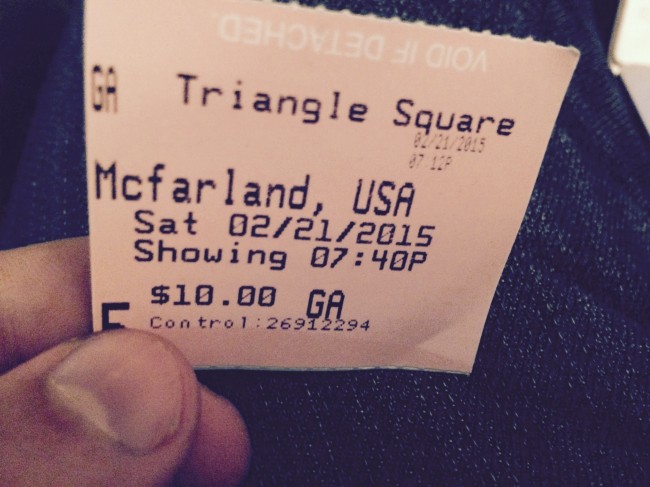 VOID IF DETACHED.
GA Triangle Square
02/21/2015
07:12P
Mcfarland, USA
Sat 02/21/2015
Showing 07:40P
$10.00 GA
Control:26912294